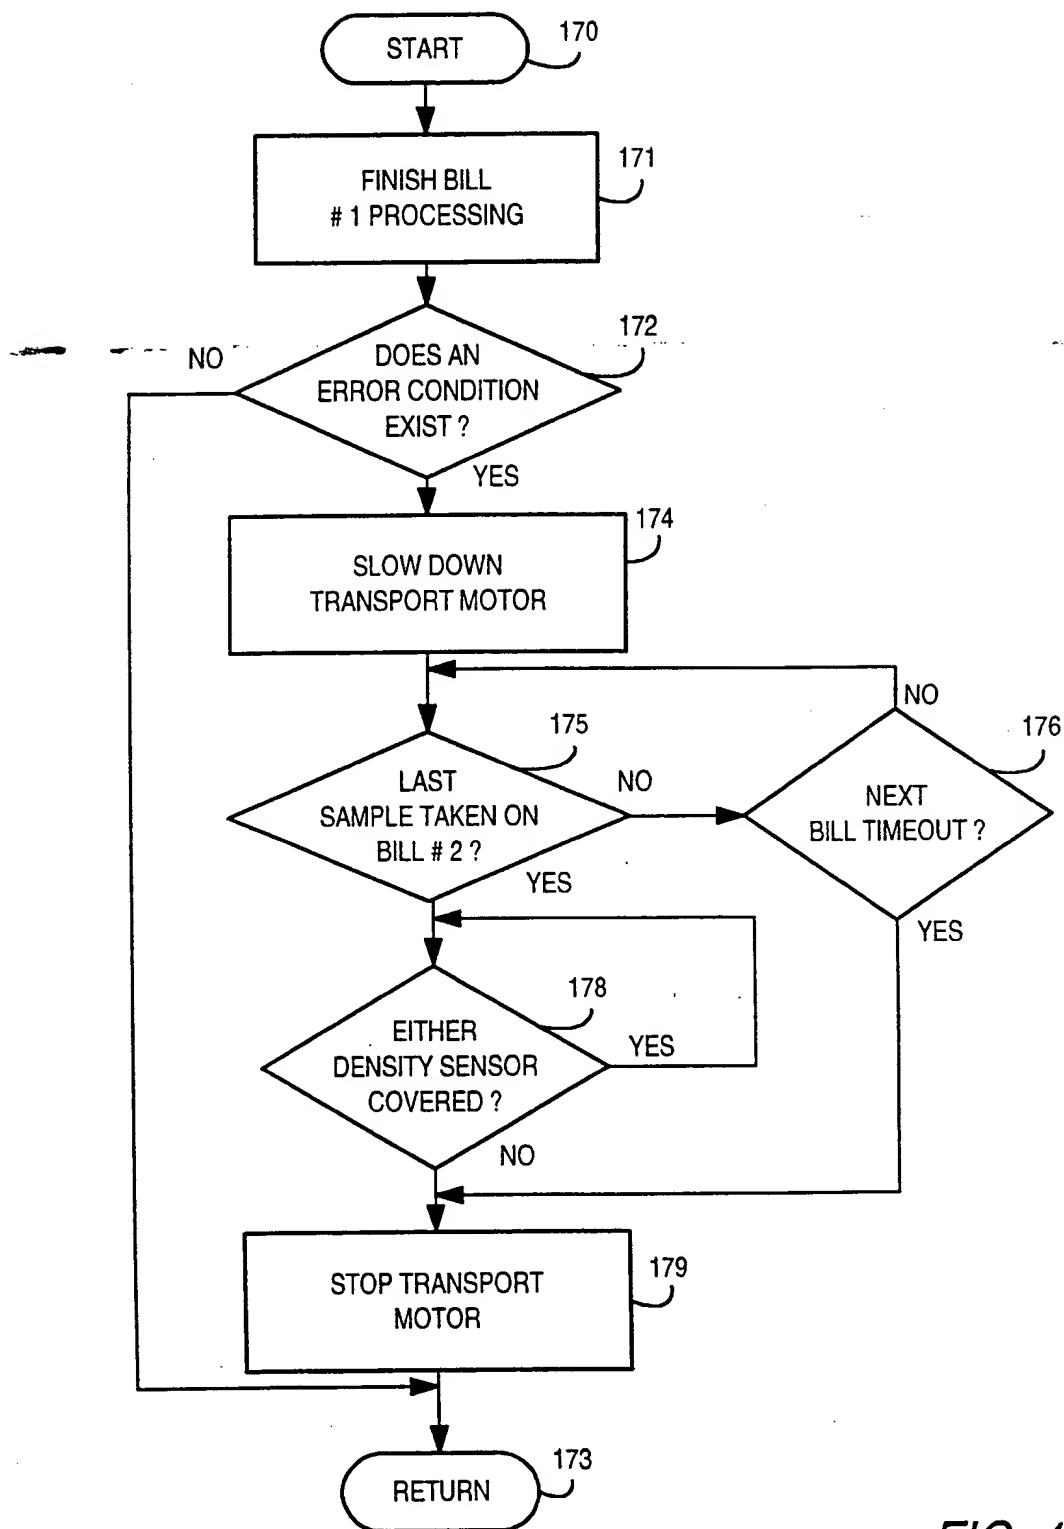 START
170
FINISH BILL
# 1 PROCESSING
171
DOES AN
ERROR CONDITION
EXIST ?
172
NO
YES
SLOW DOWN
TRANSPORT MOTOR
174
LAST
SAMPLE TAKEN ON
BILL # 2 ?
175
NO
YES
NEXT
BILL TIMEOUT ?
176
NO
YES
EITHER
DENSITY SENSOR
COVERED ?
178
YES
NO
STOP TRANSPORT
MOTOR
179
RETURN
173
FIG.